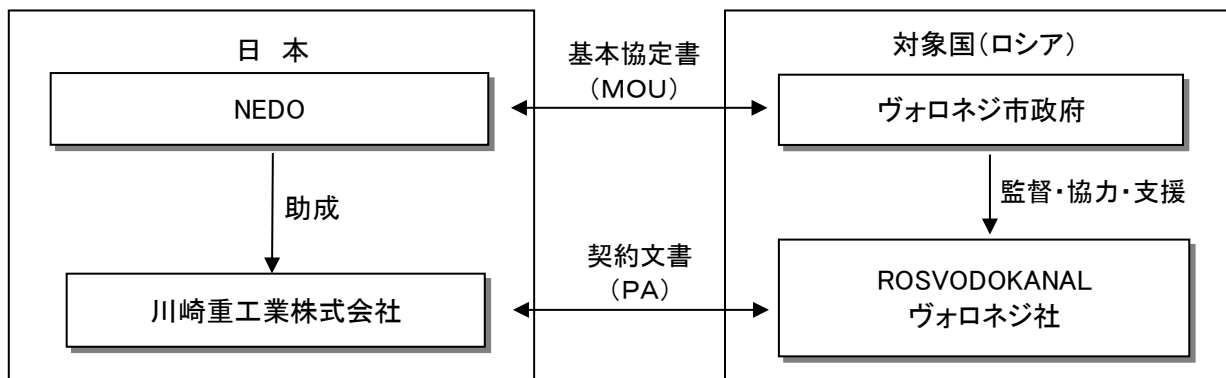 日 本
NEDO
助成
川崎重工業株式会社
基本協定書
(MOU)
契約文書
(PA)
対象国(ロシア)
ヴォロネジ市政府
監督・協力・支援
ROSVODOKANAL
ヴォロネジ社